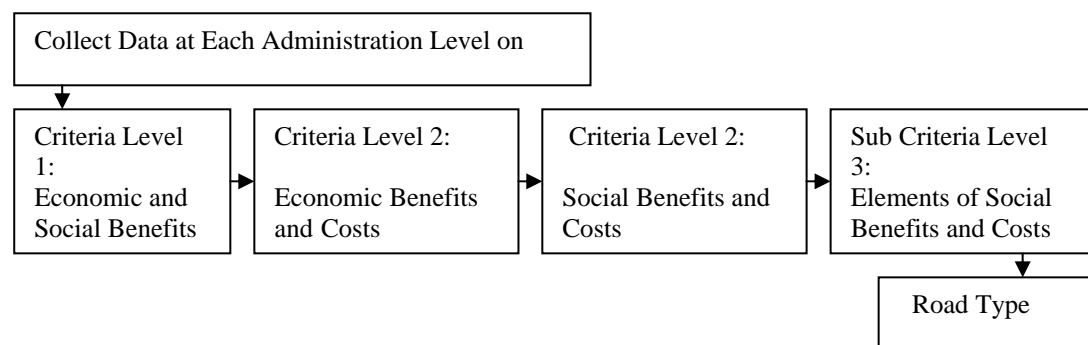 Collect Data at Each Administration Level on
Criteria Level
1:
Economic and
Social Benefits
Criteria Level 2:
Economic Benefits
and Costs
Criteria Level 2:
Social Benefits and
Costs
Sub Criteria Level
3:
Elements of Social
Benefits and Costs
Road Type